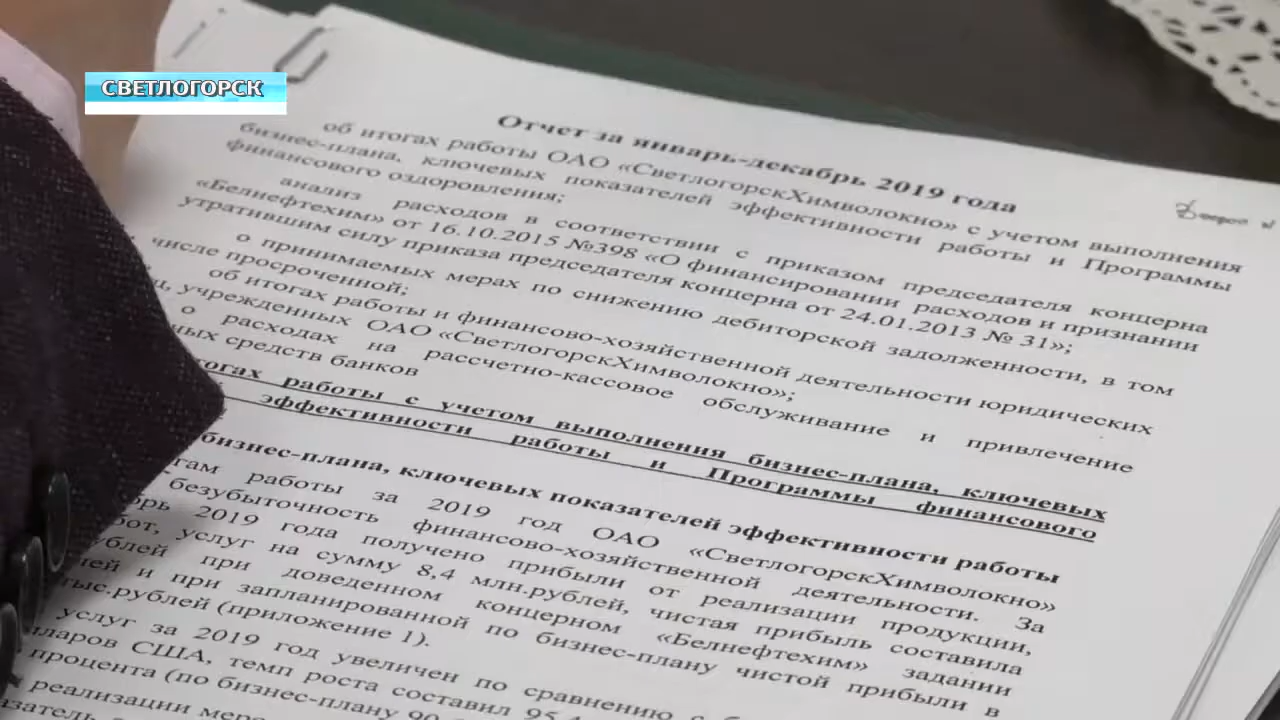 СВЕТЛОГОРСК
Отчет за январь-декабрь 2019 года
об итогах работы ОАО «СветлогорскХимволокно» с учетом выполнения
бизнес-плана, ключевых показателей эффективности работы и Программы
финансового оздоровления;
анализ расходов в соответствии с приказом председателя концерна
«Белнефтехим» от 16.10.2015 №398 «О финансировании расходов и признании
утратившим силу приказа председателя концерна от 24.01.2013 № 31»;
о принимаемых мерах по снижению дебиторской задолженности, в том
числе просроченной;
об итогах работы и финансово-хозяйственной деятельности юридических
учрежденных ОАО «СветлогорскХимволокно»;
о расходах на рассчетно-кассовое обслуживание и привлечение
средств банков
работы с учетом выполнения бизнес-плана, ключевых
эффективности работы и Программы финансового
бизнес-плана, ключевых показателей эффективности работы
работы за 2019 год ОАО «СветлогорскХимволокно»
безубыточность финансово-хозяйственной деятельности. За
2019 года получено прибыли от реализации продукции,
услуг на сумму 8,4 млн.рублей, чистая прибыль составила
при доведенном концерном «Белнефтехим» задании
и при запланированной по бизнес-плану чистой прибыли в
тыс.рублей (приложение 1).
услуг за 2019 год увеличен по сравнению с
США, темп роста составил 95,4
процента (по бизнес-плану 90
реализации